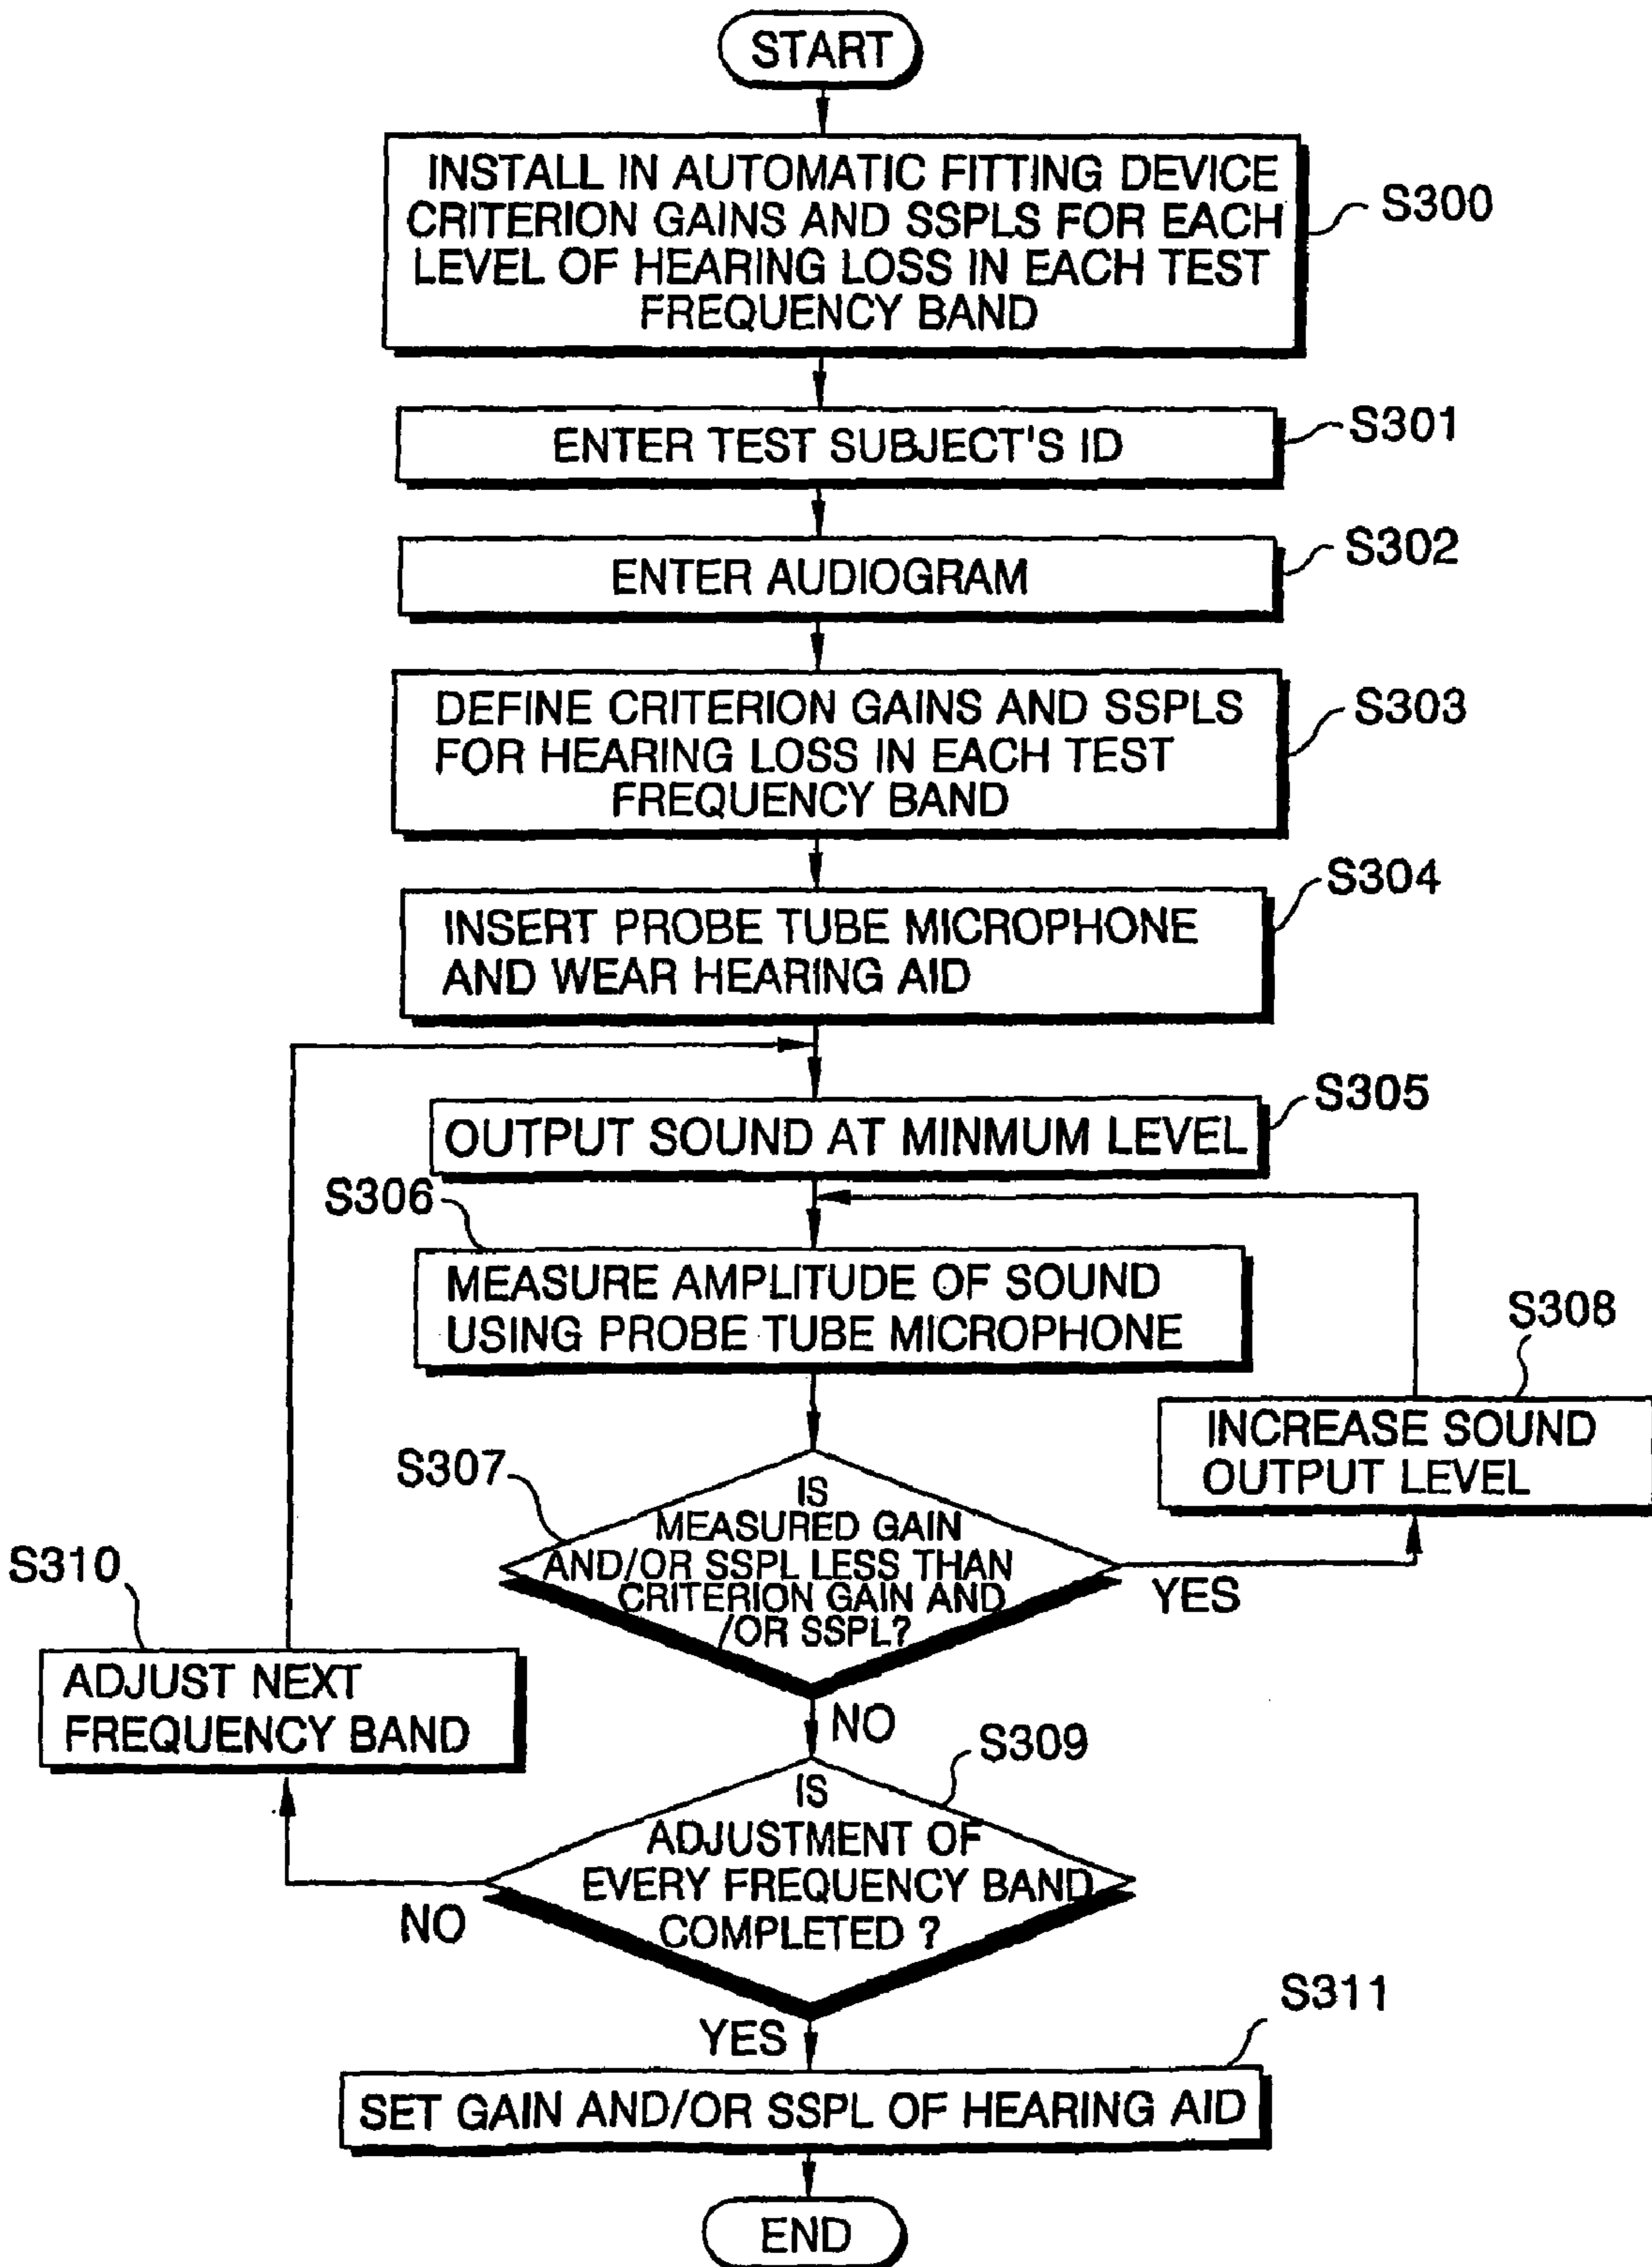 START
INSTALL IN AUTOMATIC FITTING DEVICE
CRITERION GAINS AND SSPLS FOR EACH
LEVEL OF HEARING LOSS IN EACH TEST
FREQUENCY BAND
S300
ENTER TEST SUBJECT'S ID
S301
ENTER AUDIOGRAM
S302
DEFINE CRITERION GAINS AND SSPLS
FOR HEARING LOSS IN EACH TEST
FREQUENCY BAND
S303
INSERT PROBE TUBE MICROPHONE
AND WEAR HEARING AID
S304
OUTPUT SOUND AT MINMUM LEVEL
S305
S306
MEASURE AMPLITUDE OF SOUND
USING PROBE TUBE MICROPHONE
S308
INCREASE SOUND
OUTPUT LEVEL
S307
IS
MEASURED GAIN
AND/OR SSPL LESS THAN
CRITERION GAIN AND
/OR SSPL?
YES
NO
S310
ADJUST NEXT
FREQUENCY BAND
S309
IS
ADJUSTMENT OF
EVERY FREQUENCY BAND
COMPLETED ?
NO
YES
S311
SET GAIN AND/OR SSPL OF HEARING AID
END